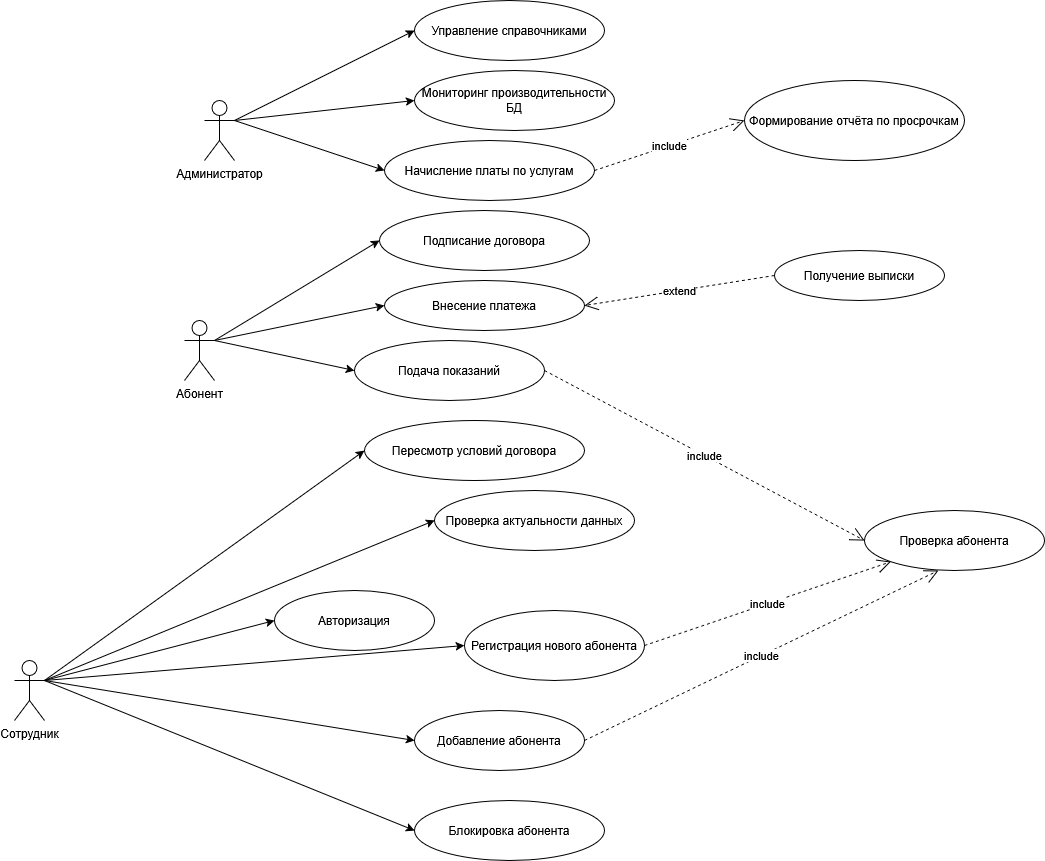 Управление справочниками
Мониторинг производительности
БД
Формирование отчёта по просрочкам
include
Администратор
Начисление платы по услугам
Подписание договора
Получение выписки
extend
Внесение платежа
Абонент
Подача показаний
Пересмотр условий договора
include
Проверка актуальности данных
Проверка абонента
Авторизация
include
Регистрация нового абонента
include
Сотрудник
Добавление абонента
Блокировка абонента